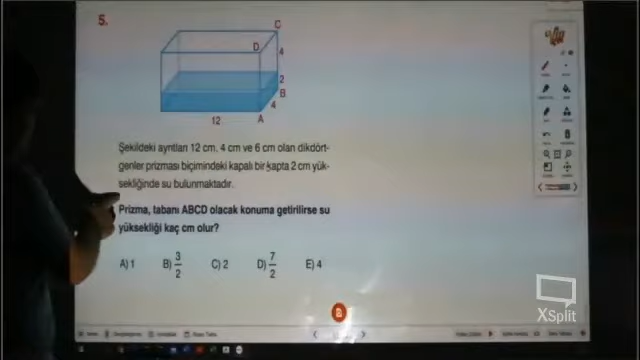 5.
C
D
4
2
B
4
12
A
Şekildeki ayrıtları 12 cm, 4 cm ve 6 cm olan dikdört-
genler prizması biçimindeki kapalı bir kapta 2 cm yük-
sekliğinde su bulunmaktadır.
Prizma, tabanı ABCD olacak konuma getirilirse su
yüksekliği kaç cm olur?
A) 1 B) 3/2 C) 2 D) 7/2 E) 4
XSplit